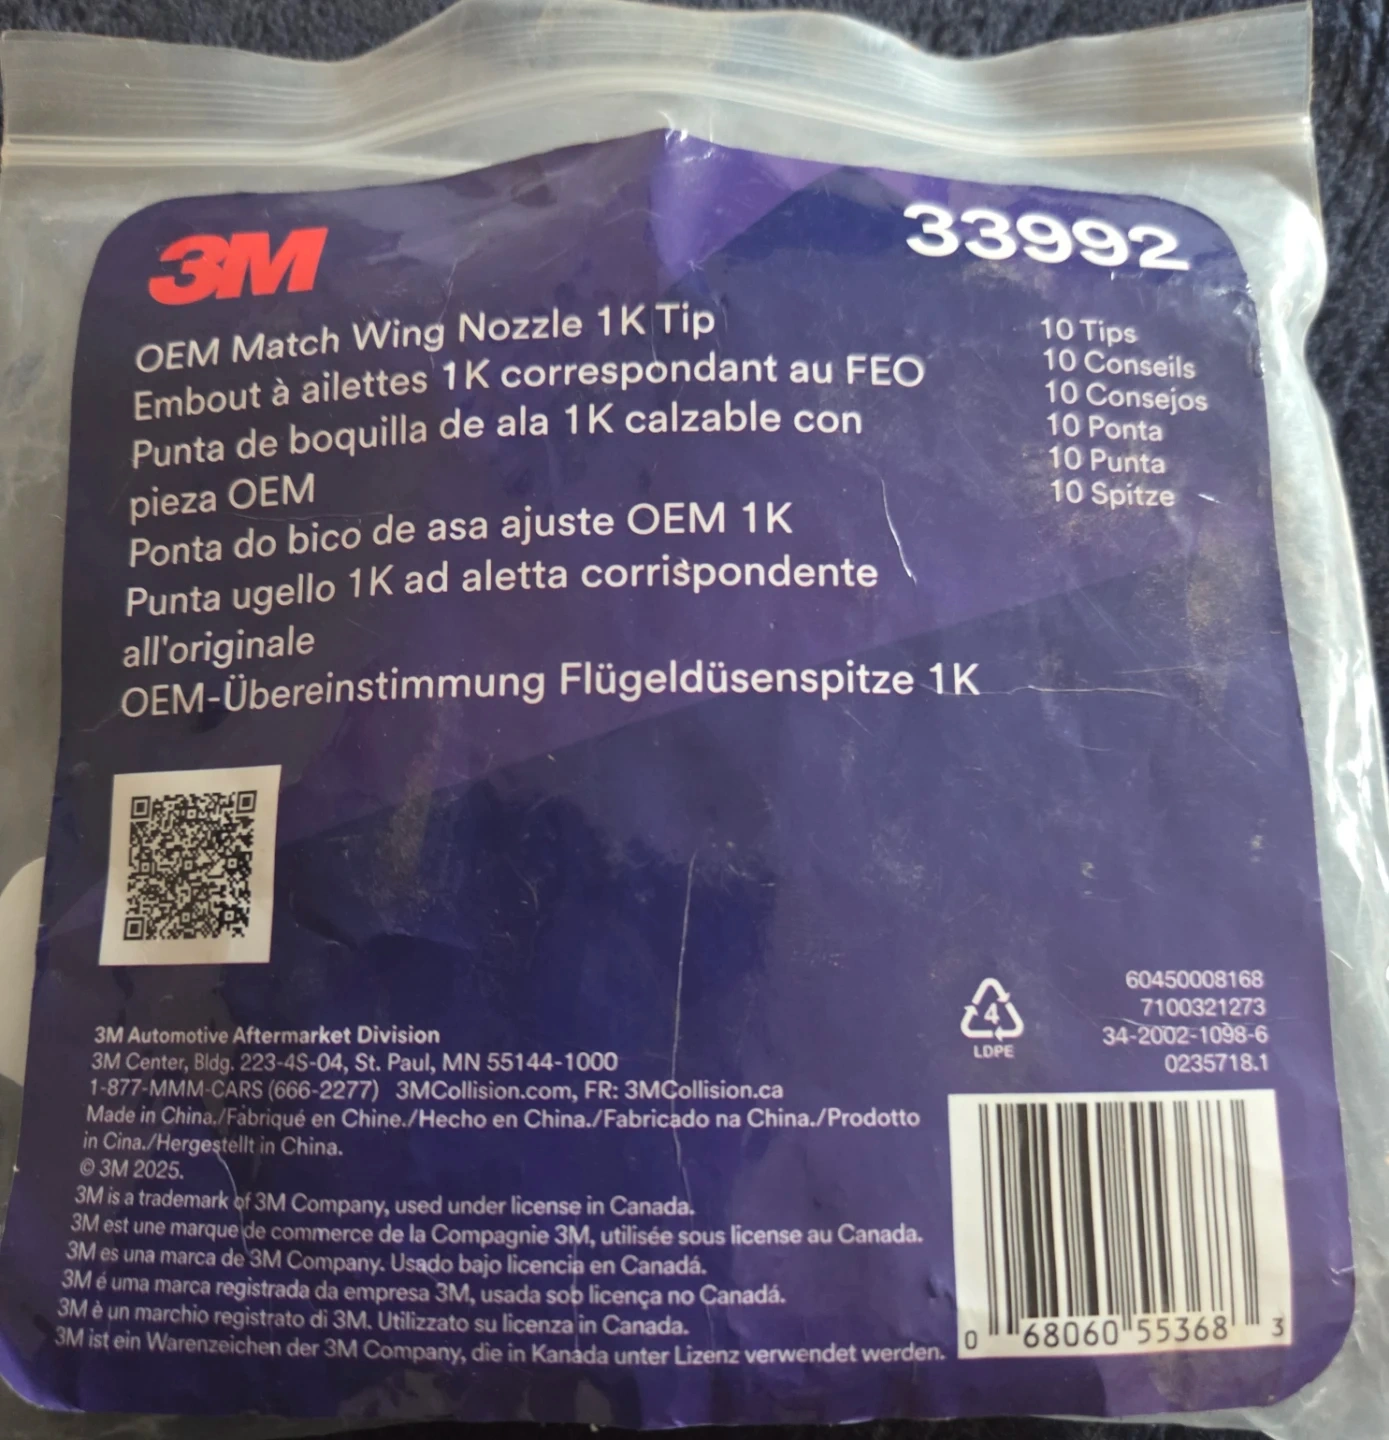 3M
33992
OEM Match Wing Nozzle 1K Tip
Embout à ailettes 1K correspondant au FEO
Punta de boquilla de ala 1K calzable con
pieza OEM
Ponta do bico de asa ajuste OEM 1K
Punta ugello 1K ad aletta corrispondente
all'originale
OEM-Übereinstimmung Flügeldüsenspitze 1K
10 Tips
10 Conseils
10 Consejos
10 Ponta
10 Punta
10 Spitze
3M Automotive Aftermarket Division
3M Center, Bldg. 223-4S-04, St. Paul, MN 55144-1000
1-877-MMM-CARS (666-2277) 3MCollision.com, FR: 3MCollision.ca
Made in China./Fabriqué en Chine./Hecho en China./Fabricado na China./Prodotto
in Cina./Hergestellt in China.
© 3M 2025.
3M is a trademark of 3M Company, used under license in Canada.
3M est une marque de commerce de la Compagnie 3M, utilisée sous license au Canada.
3M es una marca de 3M Company. Usado bajo licencia en Canadá.
3M é uma marca registrada da empresa 3M, usada sob licença no Canadá.
3M è un marchio registrato di 3M. Utilizzato su licenza in Canada.
3M ist ein Warenzeichen der 3M Company, die in Kanada unter Lizenz verwendet werden.
4
LDPE
60450008168
7100321273
34-2002-1098-6
0235718.1
0 68060 55368 3